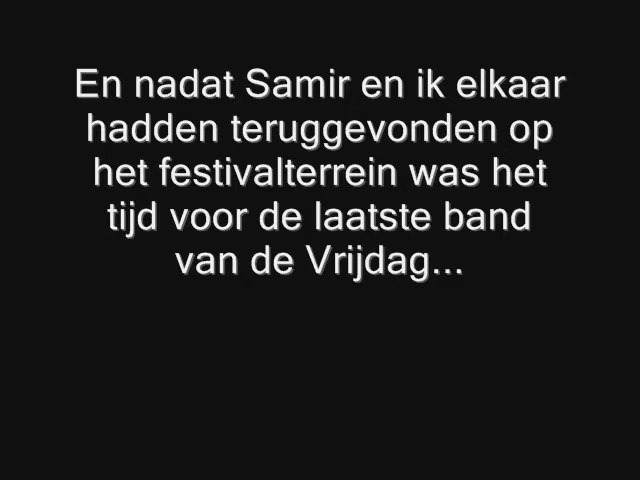 En nadat Samir en ik elkaar
hadden teruggevonden op
het festivalterrein was het
tijd voor de laatste band
van de Vrijdag...